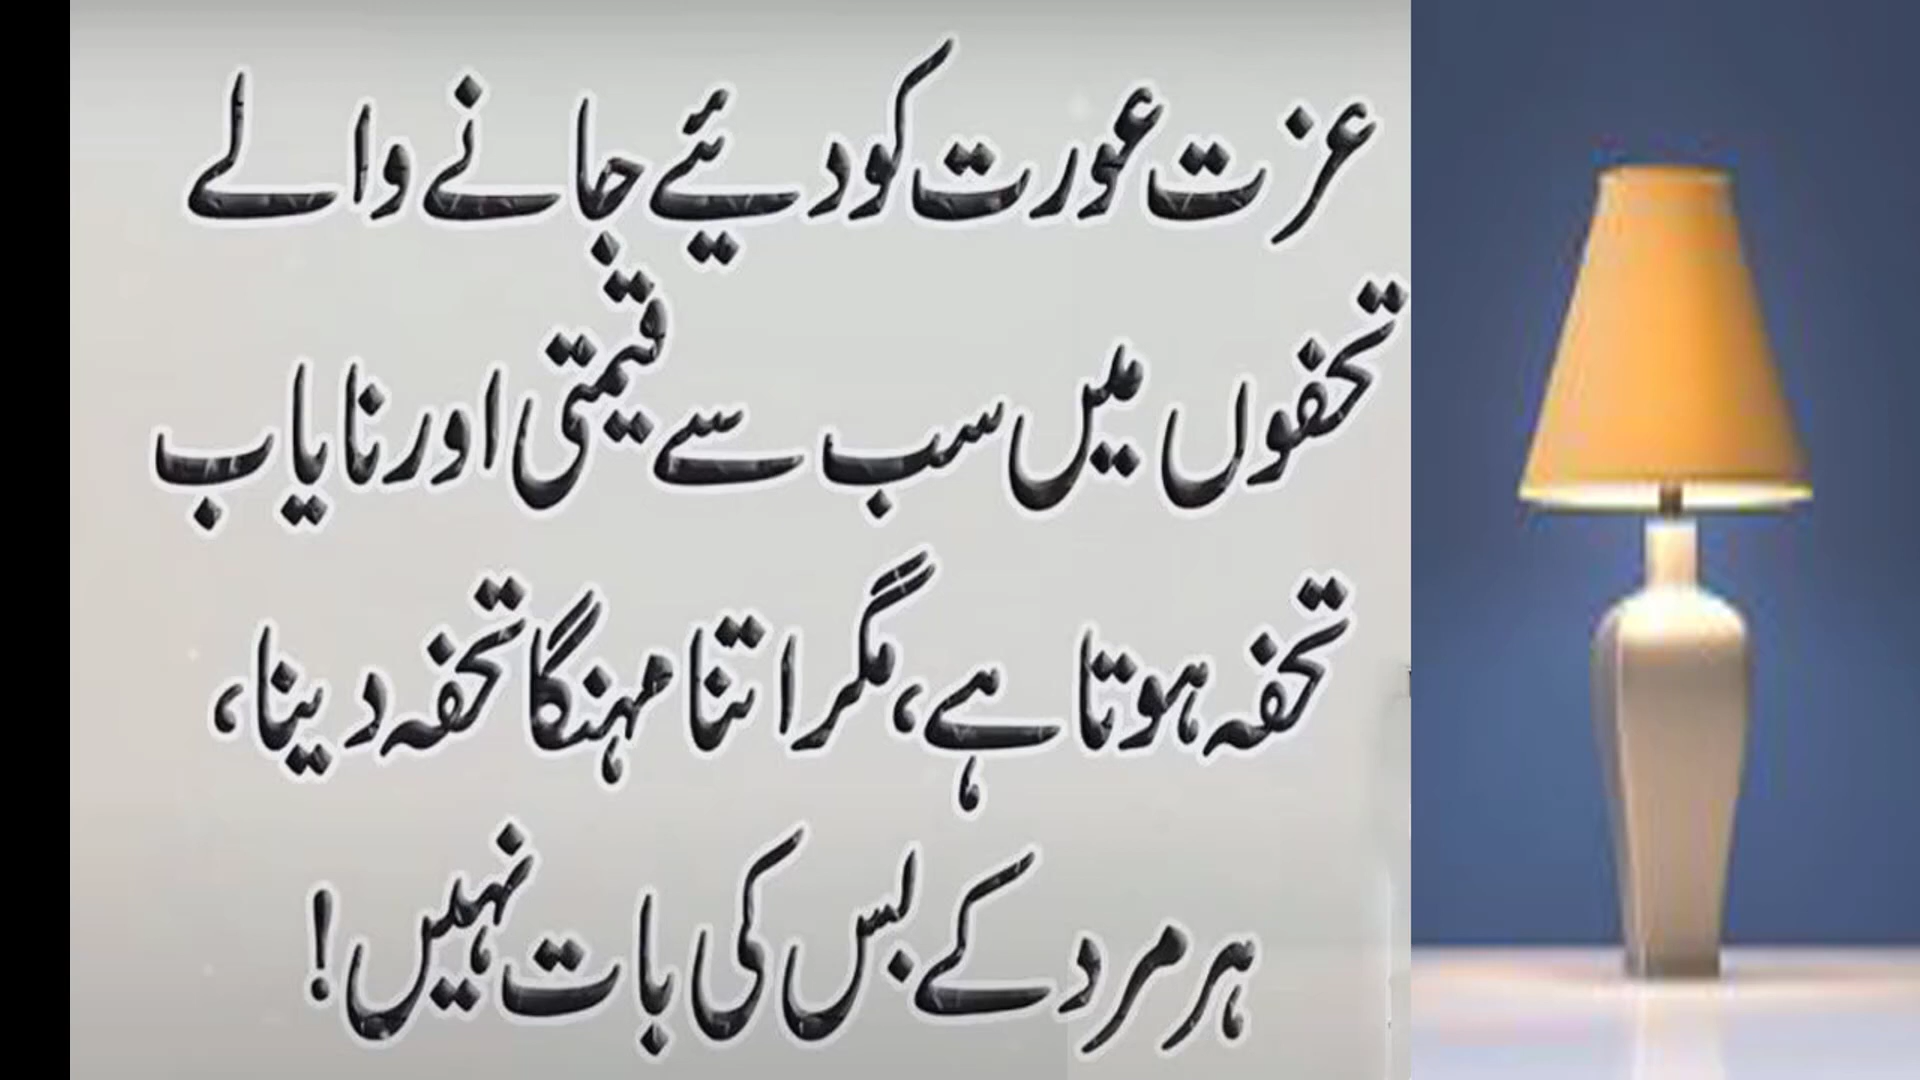 عزت عورت کو دیئے جانے والے
تحفوں میں سب سے قیمتی اور نایاب
تحفہ ہوتا ہے، مگر اتنا مہنگا تحفہ دینا،
ہر مرد کے بس کی بات نہیں!